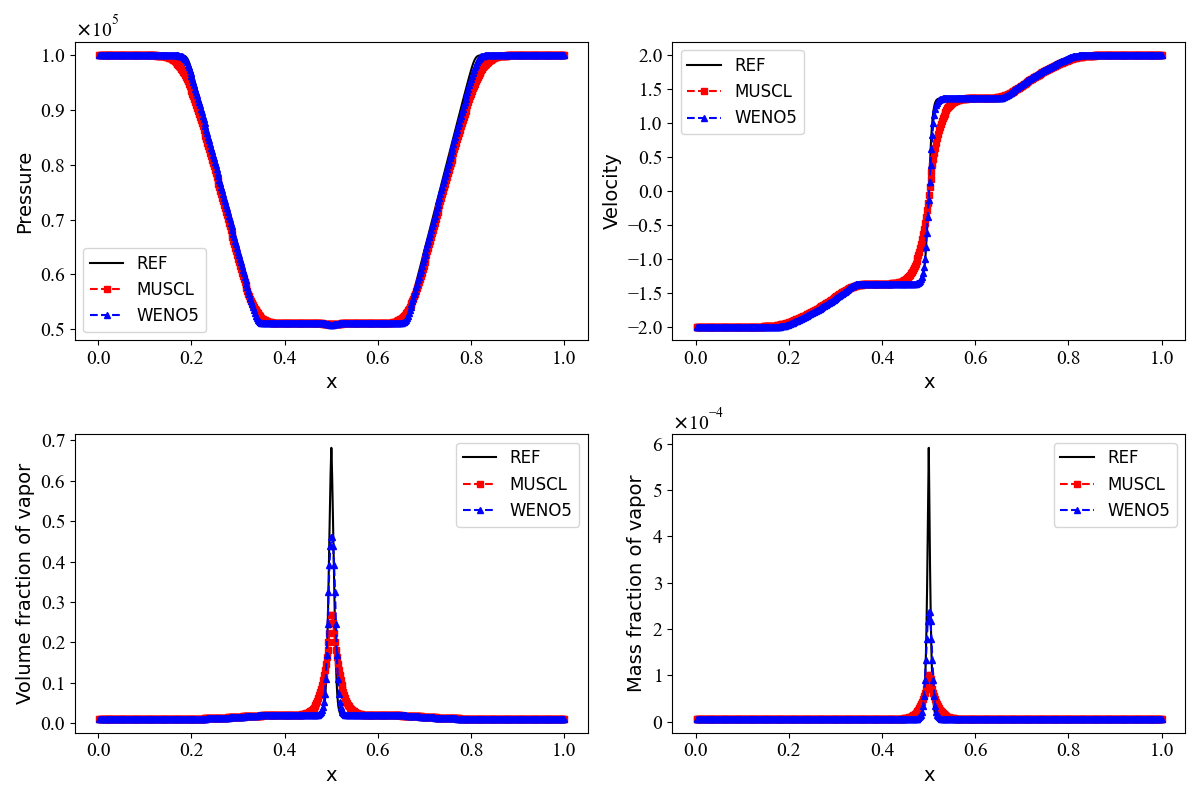 ×10^5
1.0
0.9
0.8
0.7
0.6
0.5
Pressure
REF
MUSCL
WENO5
0.0 0.2 0.4 0.6 0.8 1.0
x
2.0
1.5
1.0
0.5
0.0
−0.5
−1.0
−1.5
−2.0
Velocity
REF
MUSCL
WENO5
0.0 0.2 0.4 0.6 0.8 1.0
x
0.7
0.6
0.5
0.4
0.3
0.2
0.1
0.0
Volume fraction of vapor
REF
MUSCL
WENO5
0.0 0.2 0.4 0.6 0.8 1.0
x
×10^−4
6
5
4
3
2
1
0
Mass fraction of vapor
REF
MUSCL
WENO5
0.0 0.2 0.4 0.6 0.8 1.0
x